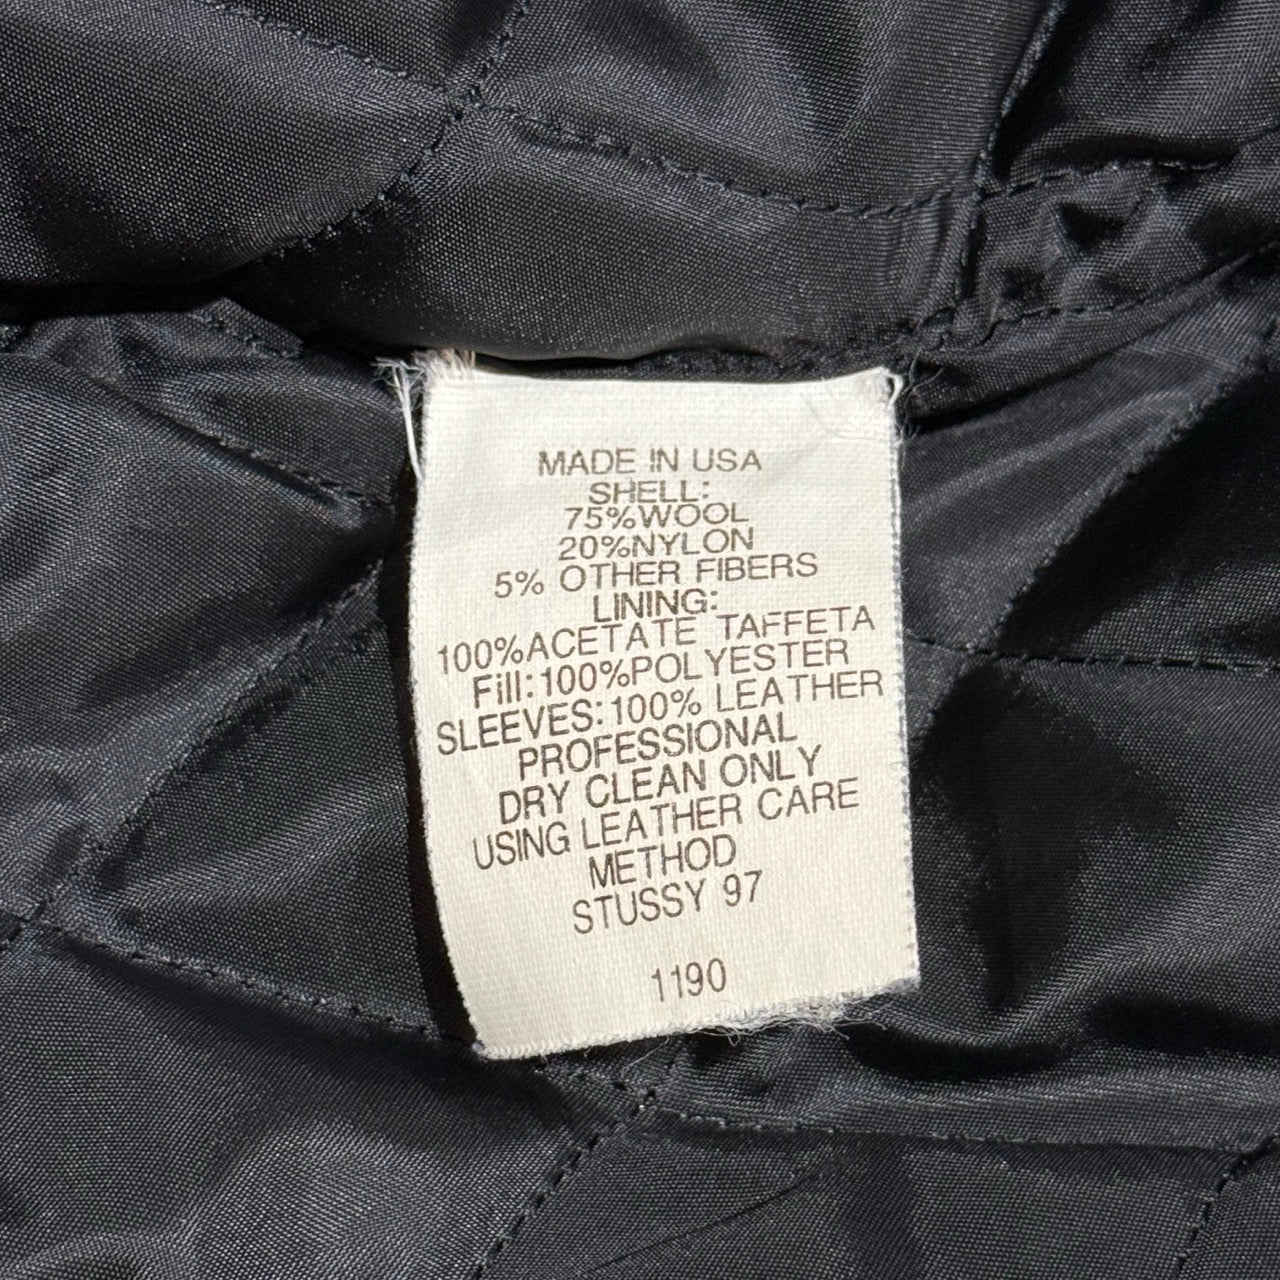 MADE IN USA
SHELL:
75%WOOL
20%NYLON
5% OTHER FIBERS
LINING:
100%ACETATE TAFFETA
Fill:100%POLYESTER
SLEEVES:100% LEATHER
PROFESSIONAL
DRY CLEAN ONLY
USING LEATHER CARE
METHOD
STUSSY 97
1190